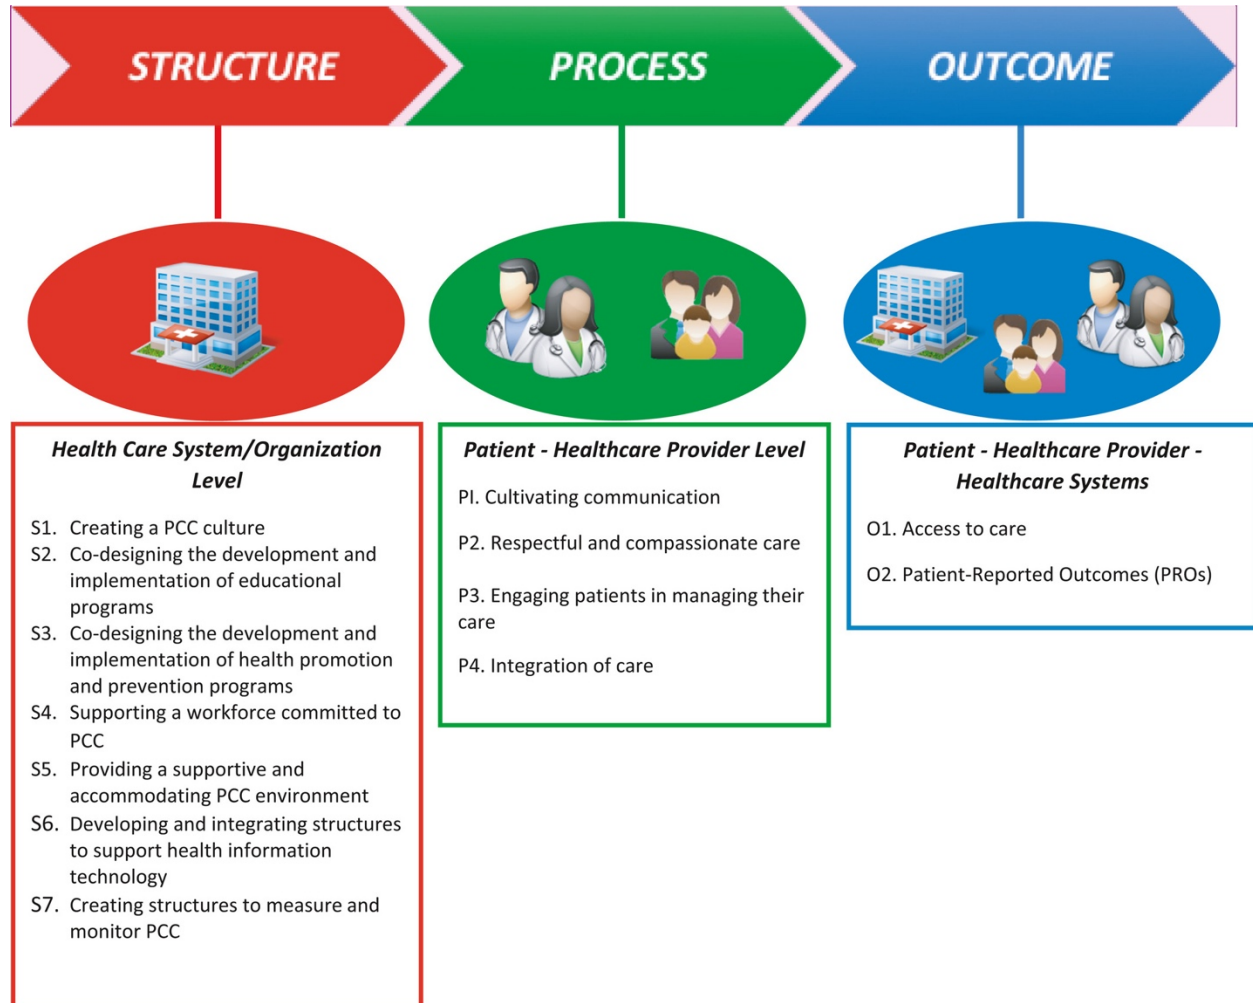 STRUCTURE
PROCESS
OUTCOME
Health Care System/Organization
Level
S1. Creating a PCC culture
S2. Co-designing the development and
implementation of educational
programs
S3. Co-designing the development and
implementation of health promotion
and prevention programs
S4. Supporting a workforce committed to
PCC
S5. Providing a supportive and
accommodating PCC environment
S6. Developing and integrating structures
to support health information
technology
S7. Creating structures to measure and
monitor PCC
Patient - Healthcare Provider Level
PI. Cultivating communication
P2. Respectful and compassionate care
P3. Engaging patients in managing their
care
P4. Integration of care
Patient - Healthcare Provider -
Healthcare Systems
O1. Access to care
O2. Patient-Reported Outcomes (PROs)